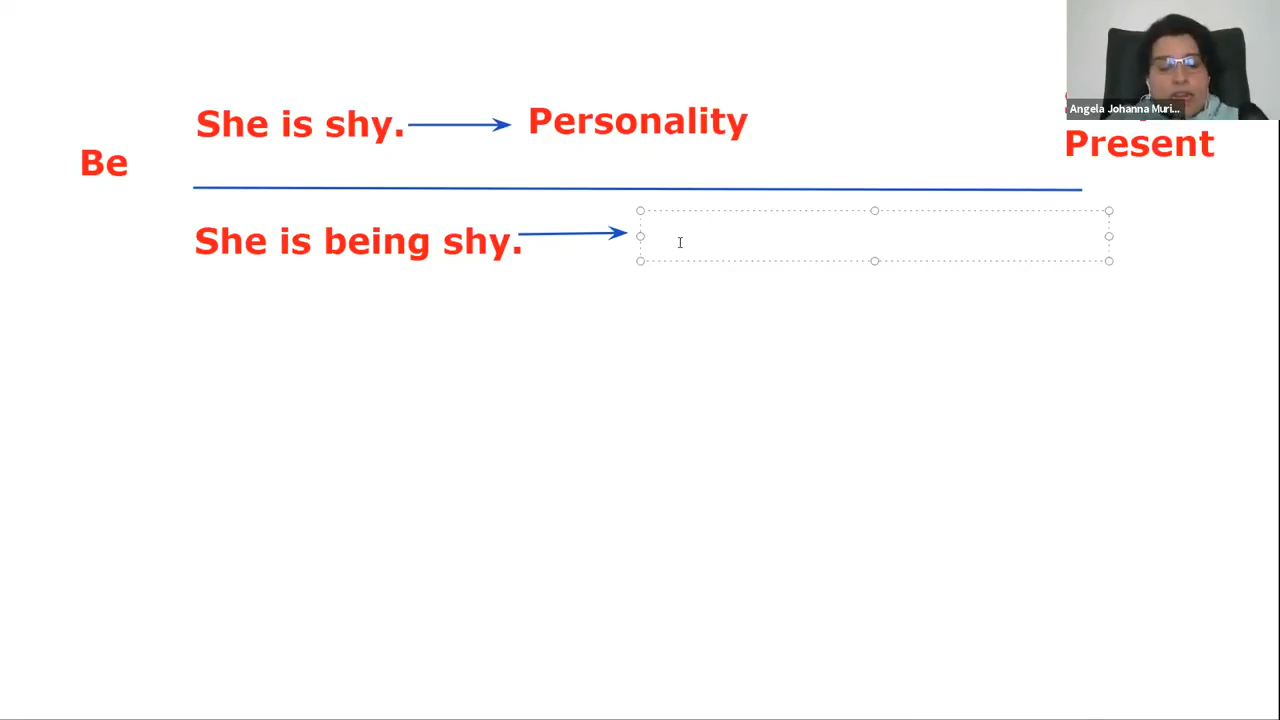 Angela Johanna Muri...
She is shy.
Personality
Present
Be
She is being shy.